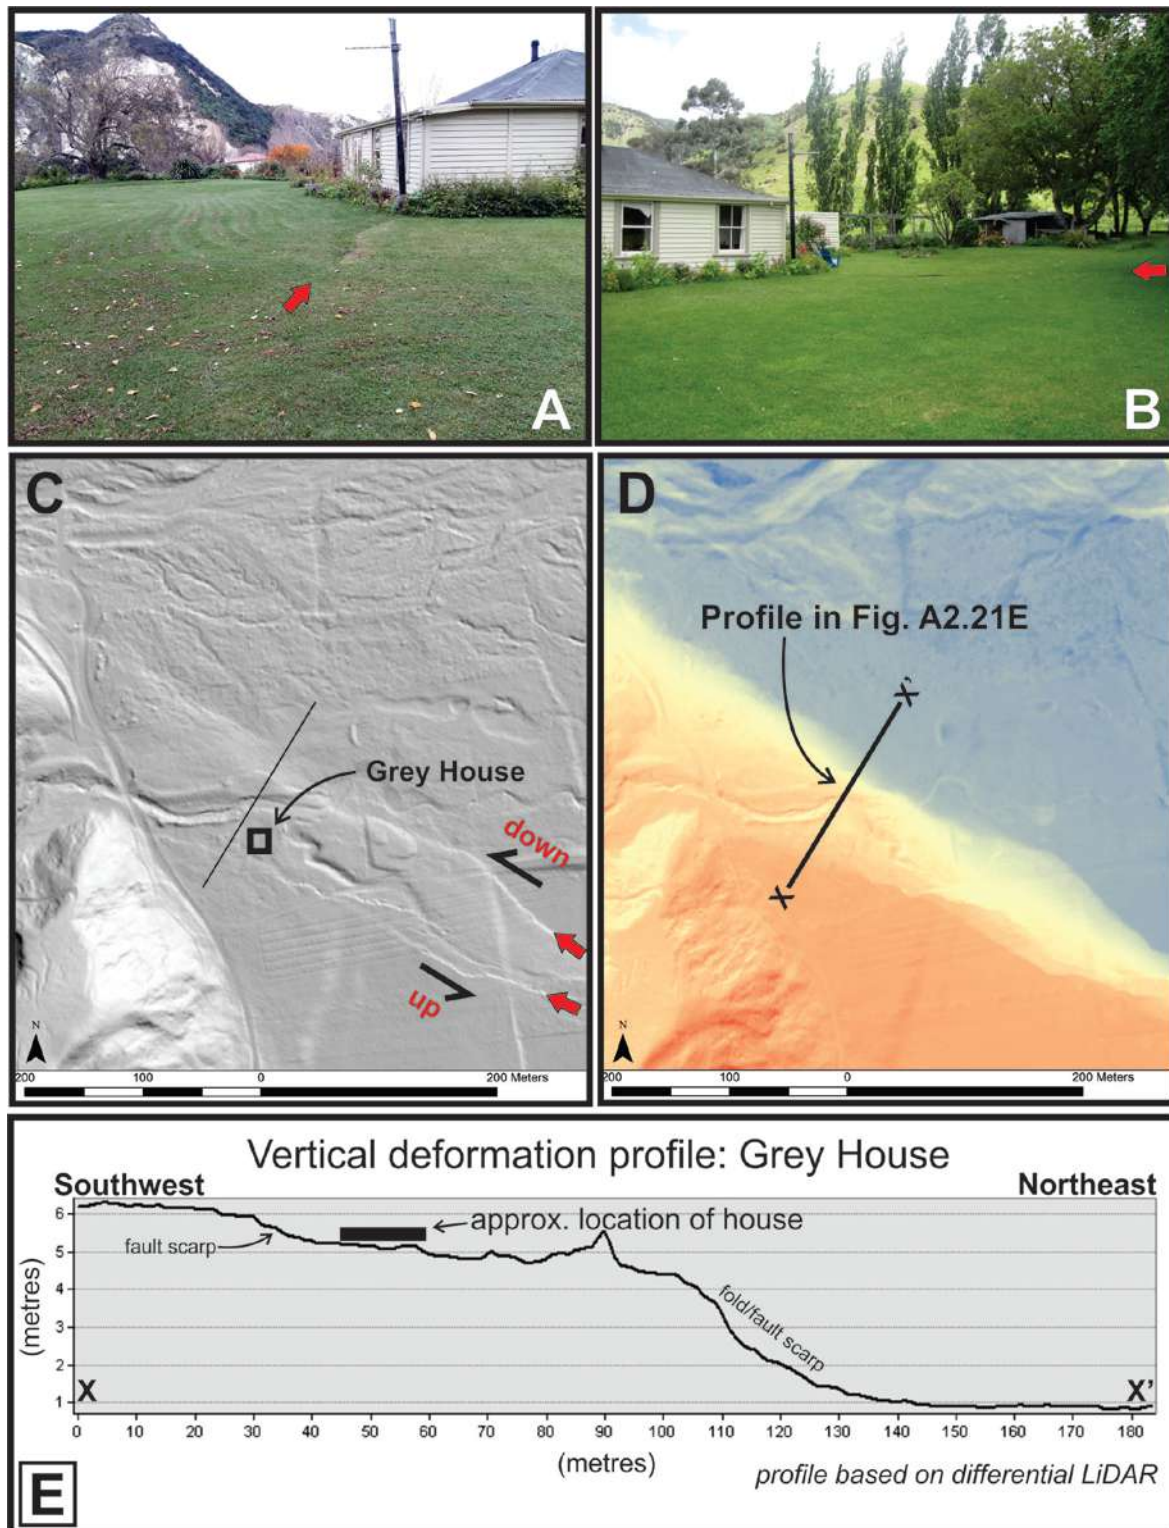 A
B
C
Grey House
down
up
N
200 100 0 200 Meters
D
Profile in Fig. A2.21E
X'
X
N
200 100 0 200 Meters
Vertical deformation profile: Grey House
Southwest
Northeast
approx. location of house
fault scarp
fold/fault scarp
(metres)
6
5
4
3
2
1
X
X'
0 10 20 30 40 50 60 70 80 90 100 110 120 130 140 150 160 170 180
(metres)
profile based on differential LiDAR
E